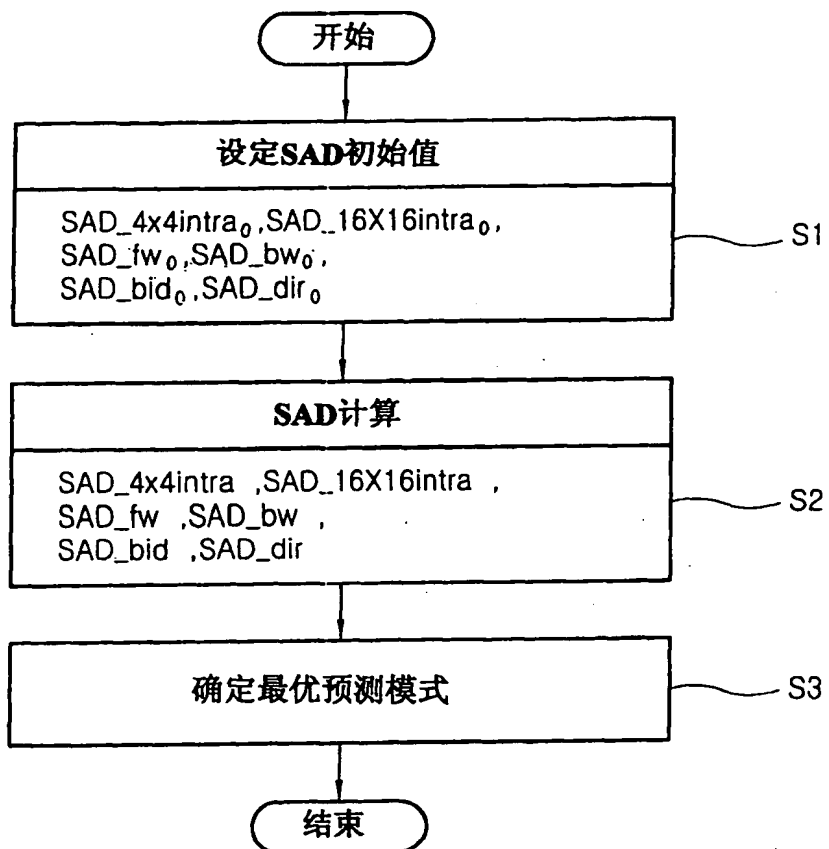 开始
设定SAD初始值
SAD_4x4intra₀,SAD_16X16intra₀,
SAD_fw₀,SAD_bw₀,
SAD_bid₀,SAD_dir₀
S1
SAD计算
SAD_4x4intra ,SAD_16X16intra ,
SAD_fw ,SAD_bw ,
SAD_bid ,SAD_dir
S2
确定最优预测模式
S3
结束